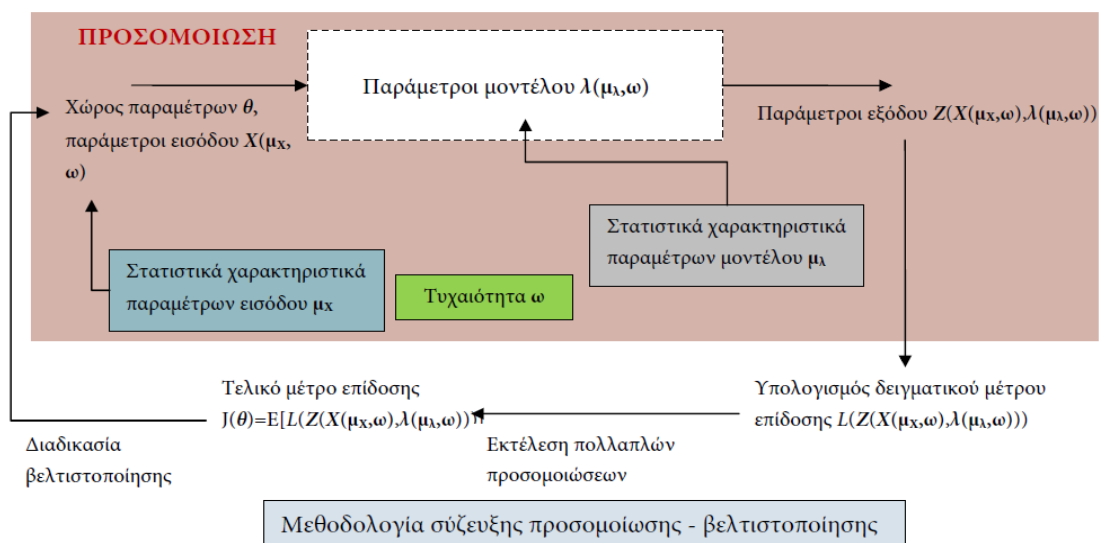 ΠΡΟΣΟΜΟΙΩΣΗ
Παράμετροι μοντέλου λ(μλ,ω)
Χώρος παραμέτρων θ,
παράμετροι εισόδου X(μX,
ω)
Παράμετροι εξόδου Z(X(μX,ω),λ(μλ,ω))
Στατιστικά χαρακτηριστικά
παραμέτρων μοντέλου μλ
Στατιστικά χαρακτηριστικά
παραμέτρων εισόδου μX
Τυχαιότητα ω
Τελικό μέτρο επίδοσης
J(θ)=E[L(Z(X(μX,ω),λ(μλ,ω))
Υπολογισμός δειγματικού μέτρου
επίδοσης L(Z(X(μX,ω),λ(μλ,ω)))
Διαδικασία
βελτιστοποίησης
Εκτέλεση πολλαπλών
προσομοιώσεων
Μεθοδολογία σύζευξης προσομοίωσης - βελτιστοποίησης